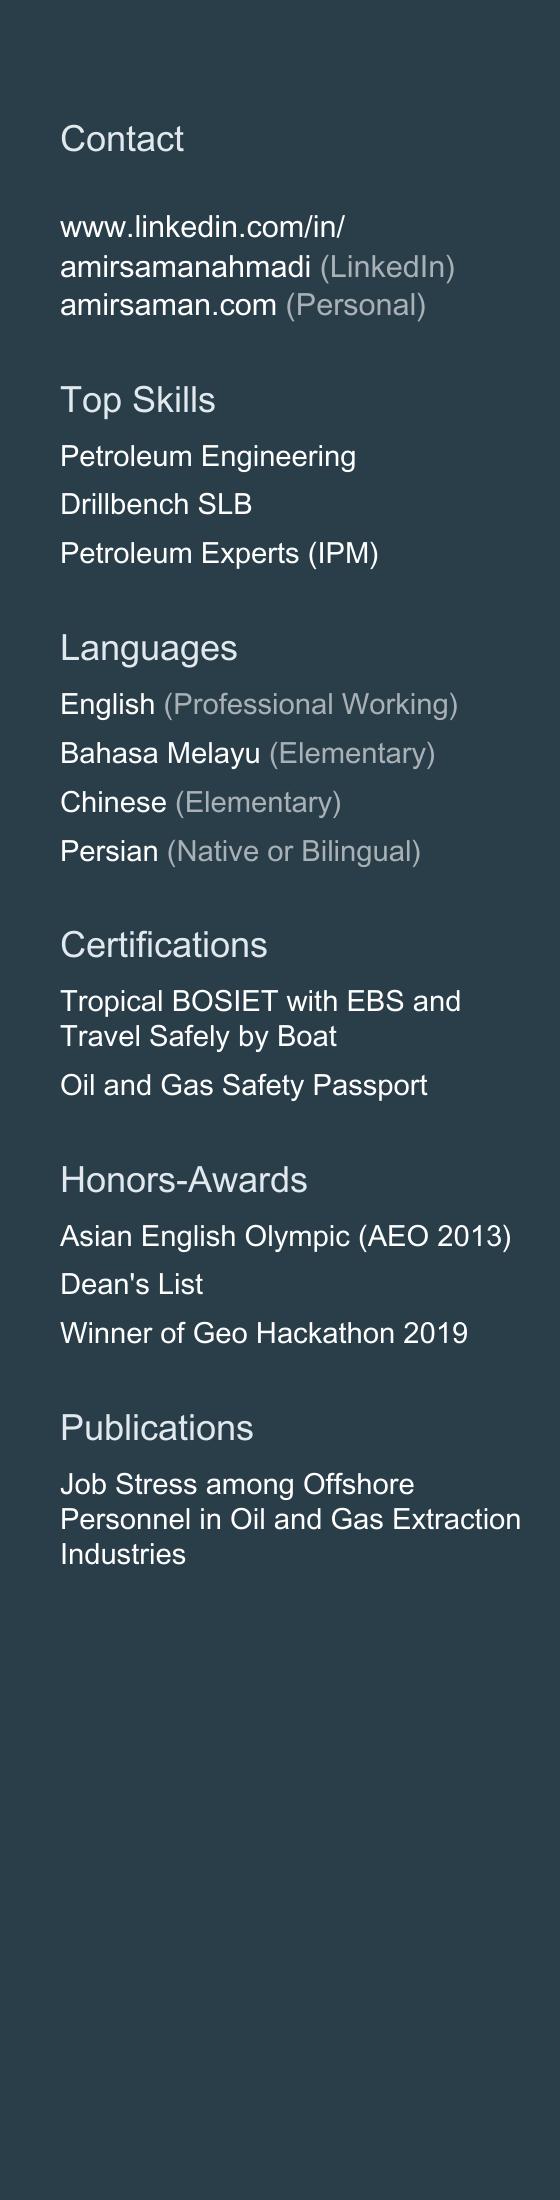 Contact
www.linkedin.com/in/
amirsamanahmadi (LinkedIn)
amirsaman.com (Personal)
Top Skills
Petroleum Engineering
Drillbench SLB
Petroleum Experts (IPM)
Languages
English (Professional Working)
Bahasa Melayu (Elementary)
Chinese (Elementary)
Persian (Native or Bilingual)
Certifications
Tropical BOSIET with EBS and
Travel Safely by Boat
Oil and Gas Safety Passport
Honors-Awards
Asian English Olympic (AEO 2013)
Dean's List
Winner of Geo Hackathon 2019
Publications
Job Stress among Offshore
Personnel in Oil and Gas Extraction
Industries